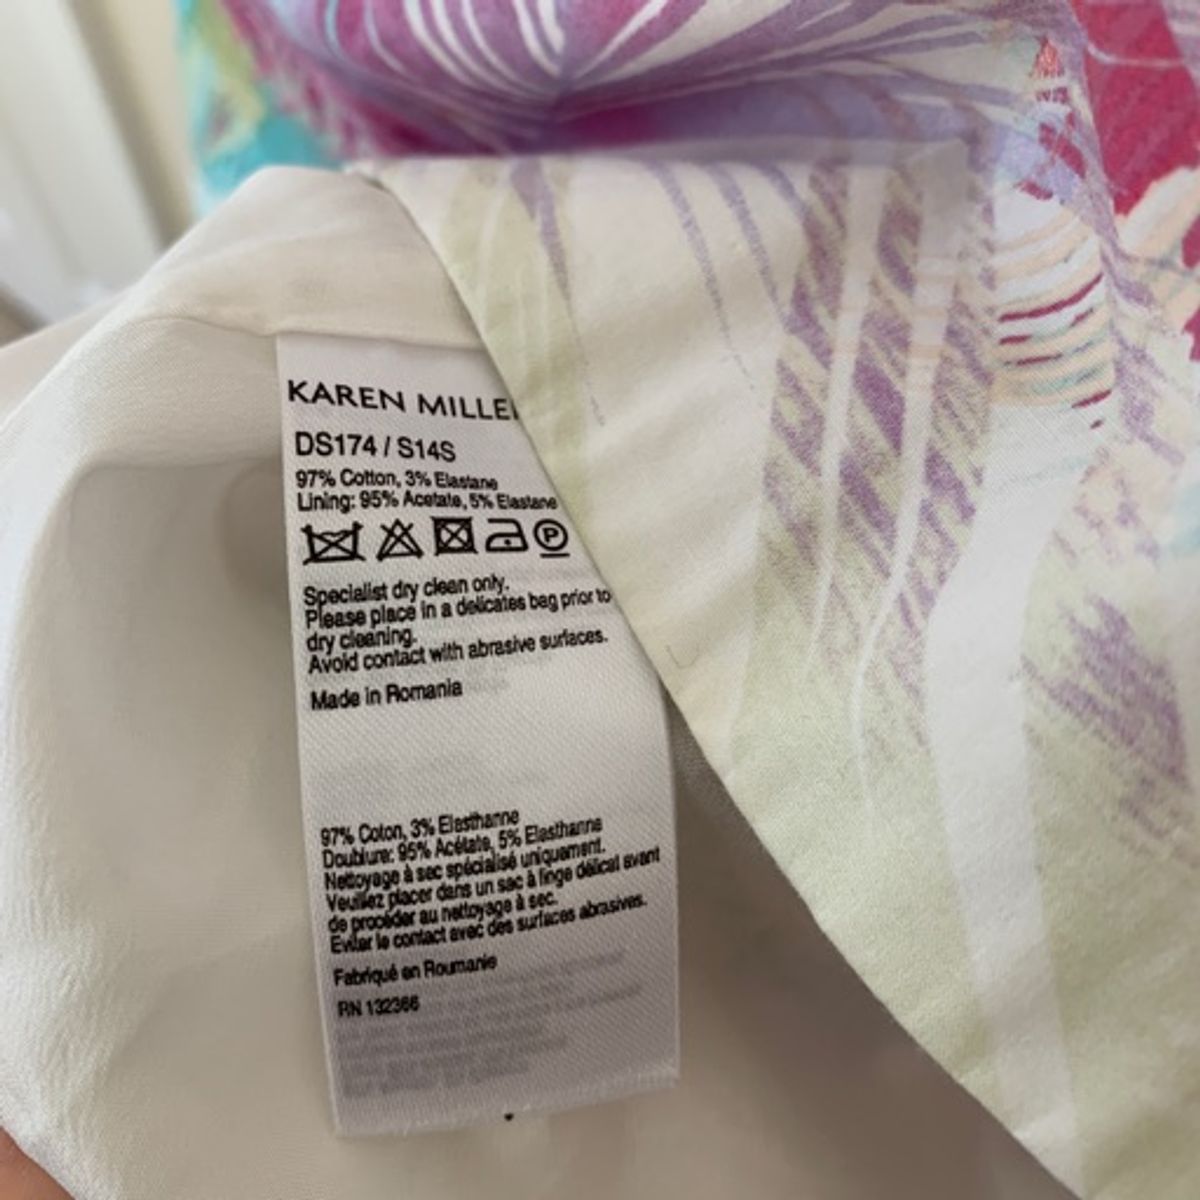 KAREN MILLE
DS174 / S14S
97% Cotton, 3% Elastane
Lining: 95% Acetate, 5% Elastane
P
Specialist dry clean only.
Please place in a delicates bag prior to
dry cleaning.
Avoid contact with abrasive surfaces.
Made in Romania
97% Coton, 3% Elasthanne
Doublure: 95% Acétate, 5% Elasthanne
Nettoyage à sec spécialisé uniquement.
Veuillez placer dans un sac à linge délicat avant
de procéder au nettoyage à sec.
Eviter le contact avec des surfaces abrasives.
Fabriqué en Roumanie
RN 132366